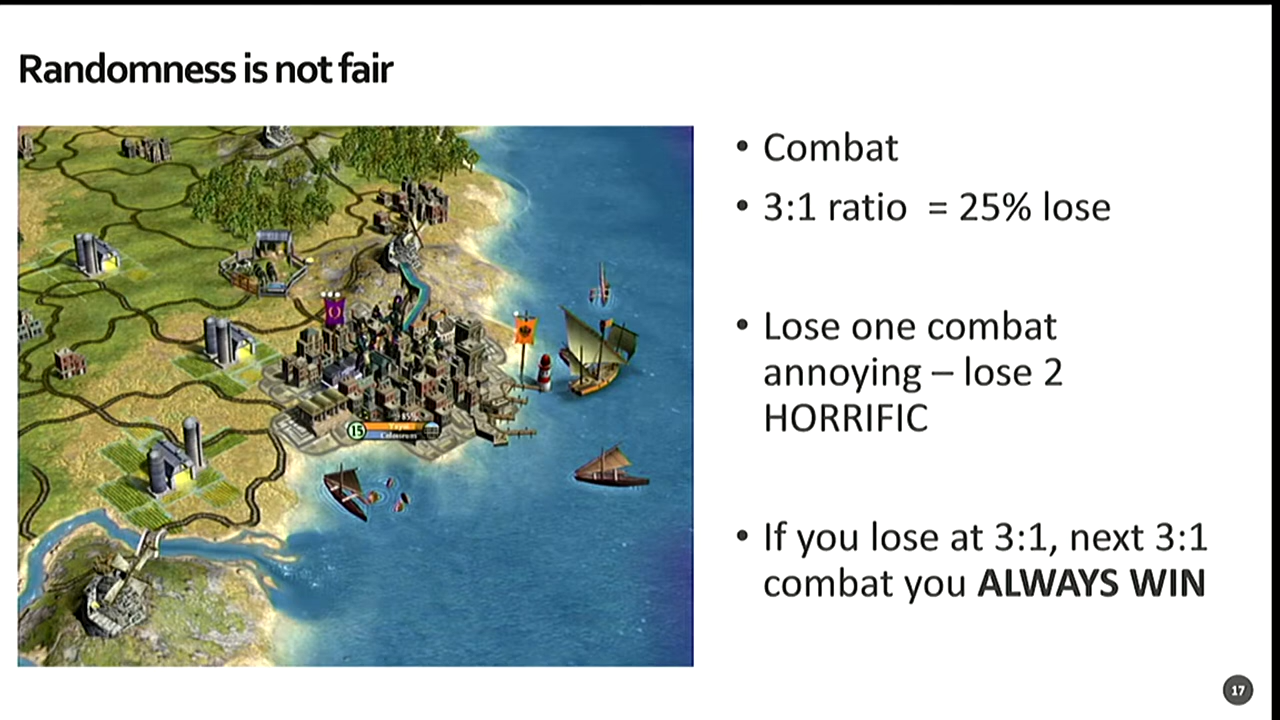 Randomness is not fair
• Combat
• 3:1 ratio = 25% lose
• Lose one combat
annoying – lose 2
HORRIFIC
• If you lose at 3:1, next 3:1
combat you ALWAYS WIN
15
Colosseum
17